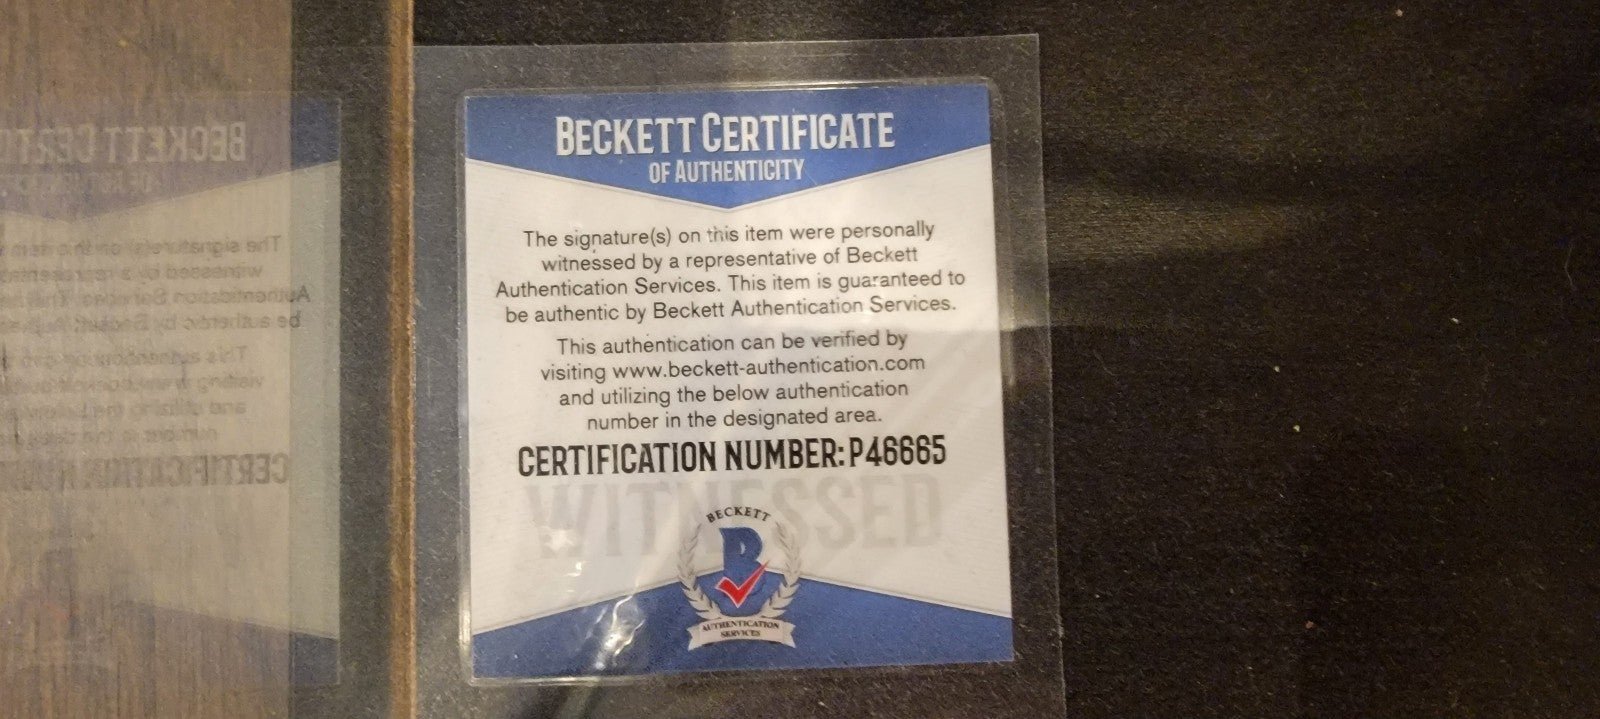 BECKETT CERTIFICATE
OF AUTHENTICITY
The signature(s) on this item were personally
witnessed by a representative of Beckett
Authentication Services. This item is guaranteed to
be authentic by Beckett Authentication Services.
This authentication can be verified by
visiting www.beckett-authentication.com
and utilizing the below authentication
number in the designated area.
CERTIFICATION NUMBER: P46665
WITNESSED
BECKETT
B
AUTHENTICATION
SERVICES